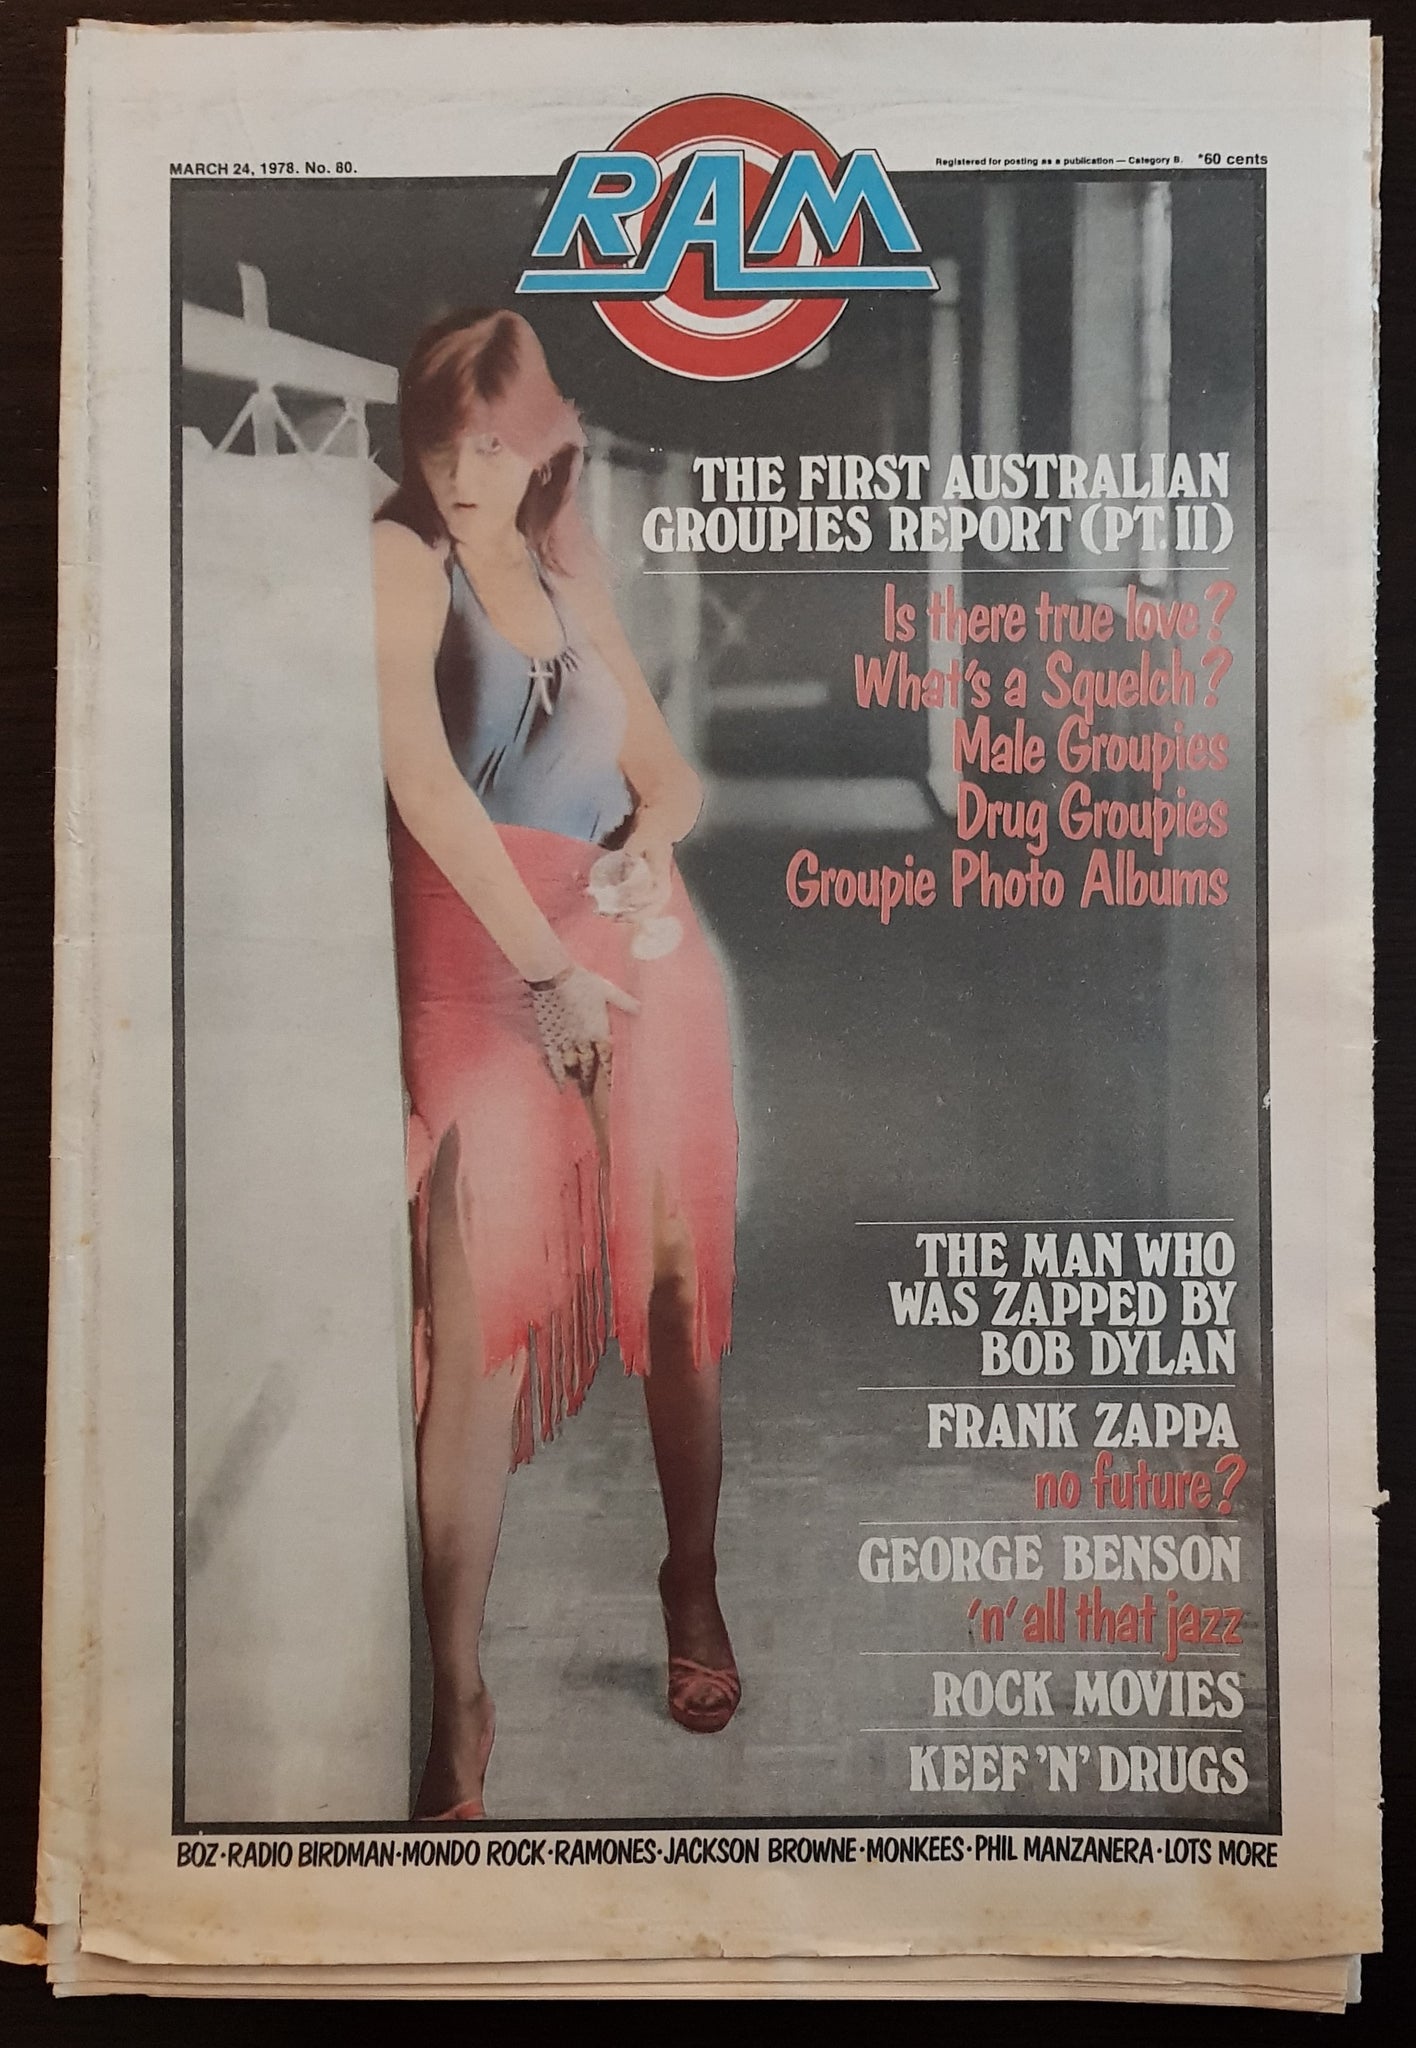 MARCH 24, 1978. No. 80.
RAM
Registered for posting as a publication — Category B. *60 cents
THE FIRST AUSTRALIAN
GROUPIES REPORT (PT. II)
Is there true love?
What's a Squelch?
Male Groupies
Drug Groupies
Groupie Photo Albums
THE MAN WHO
WAS ZAPPED BY
BOB DYLAN
FRANK ZAPPA
no future?
GEORGE BENSON
'n' all that jazz
ROCK MOVIES
KEEF 'N' DRUGS
BOZ·RADIO BIRDMAN·MONDO ROCK·RAMONES·JACKSON BROWNE·MONKEES·PHIL MANZANERA·LOTS MORE